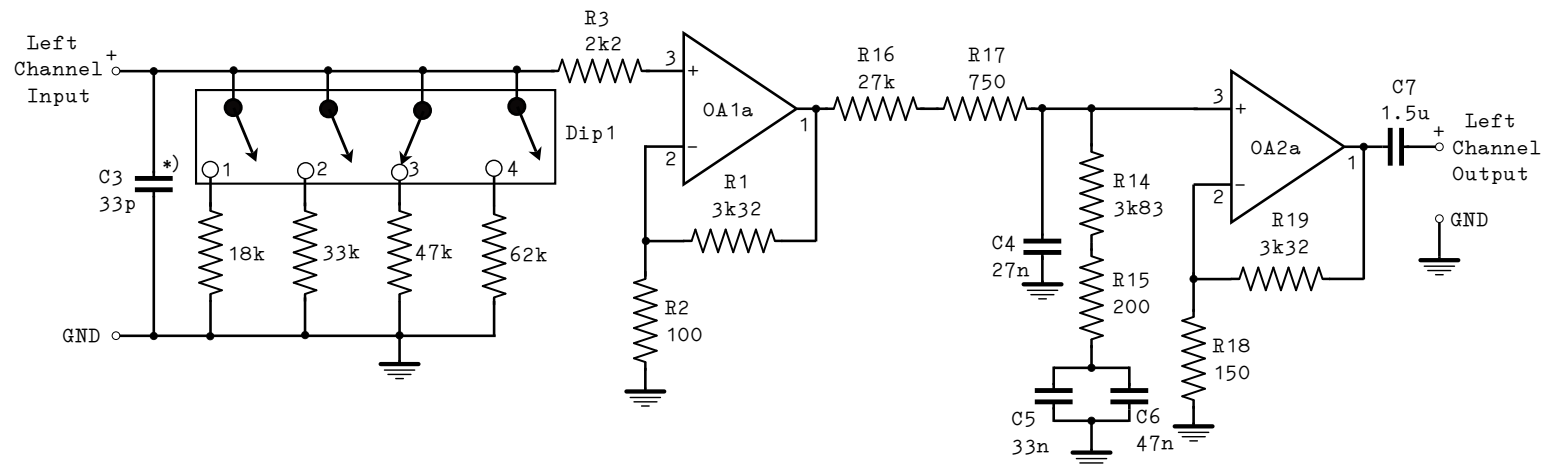 Left
Channel
Input
+
GND
C3
33p
*)
1
2
3
4
18k
33k
47k
62k
Dip1
R3
2k2
3
+
2
−
OA1a
1
R1
3k32
R2
100
R16
27k
R17
750
C4
27n
R14
3k83
R15
200
C5
33n
C6
47n
3
+
2
−
OA2a
1
R19
3k32
R18
150
C7
1.5u
+
Left
Channel
Output
GND